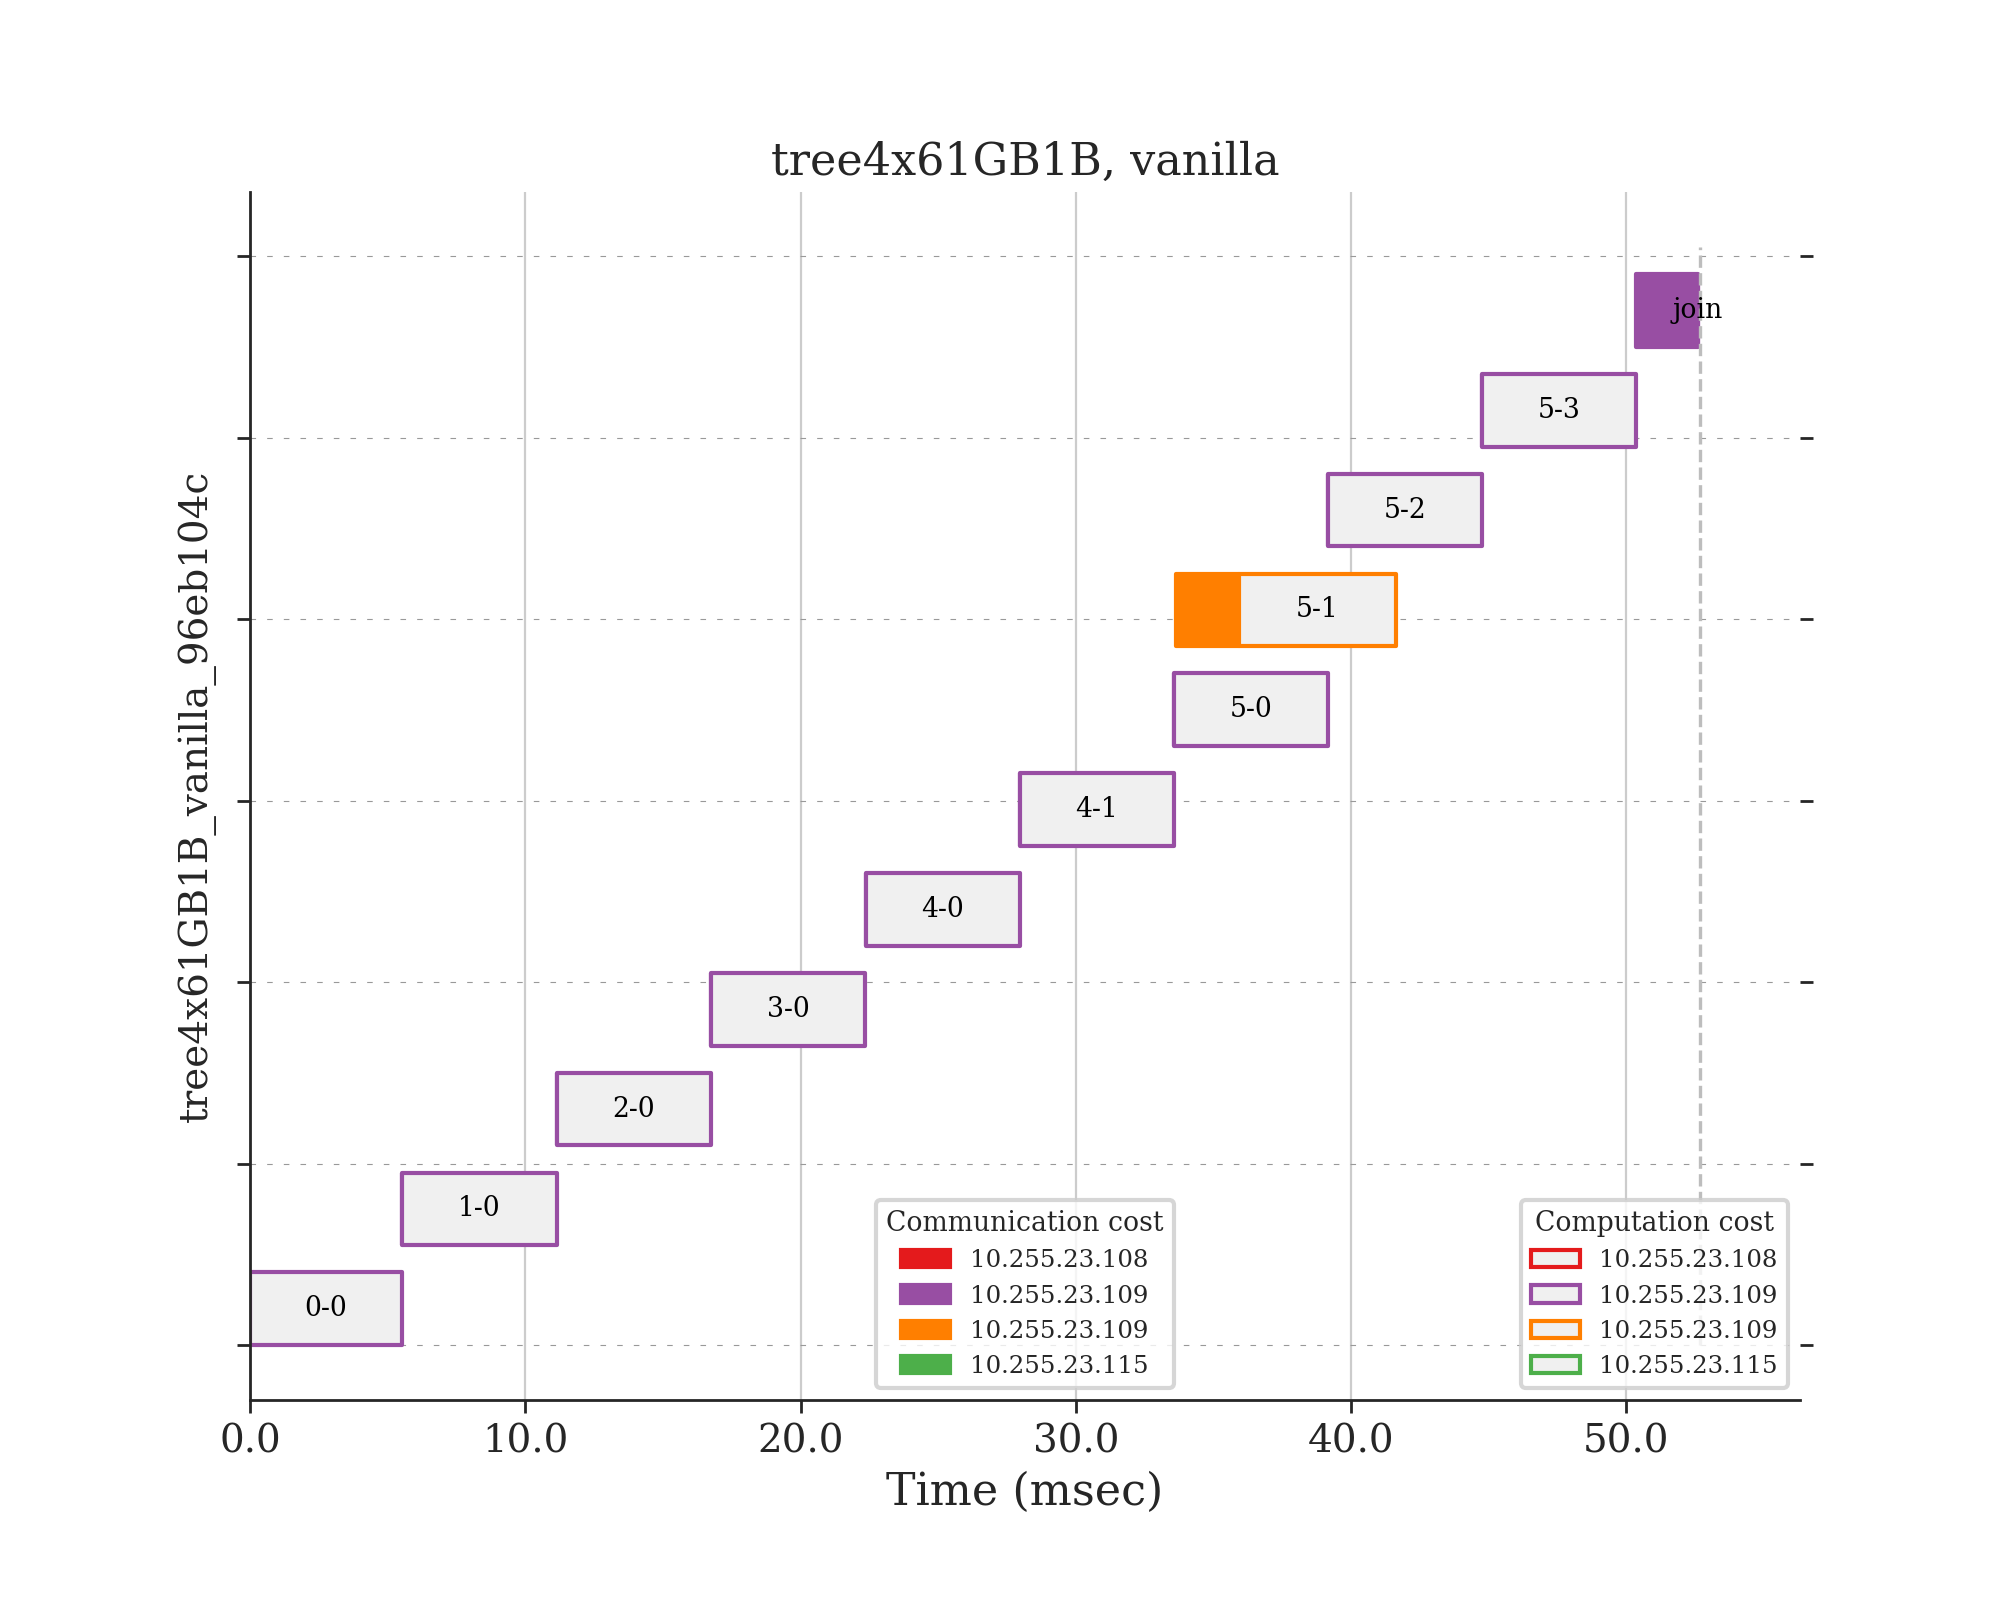 tree4x61GB1B, vanilla
tree4x61GB1B_vanilla_96eb104c
join
5-3
5-2
5-1
5-0
4-1
4-0
3-0
2-0
1-0
0-0
Communication cost
10.255.23.108
10.255.23.109
10.255.23.109
10.255.23.115
Computation cost
10.255.23.108
10.255.23.109
10.255.23.109
10.255.23.115
0.0 10.0 20.0 30.0 40.0 50.0
Time (msec)